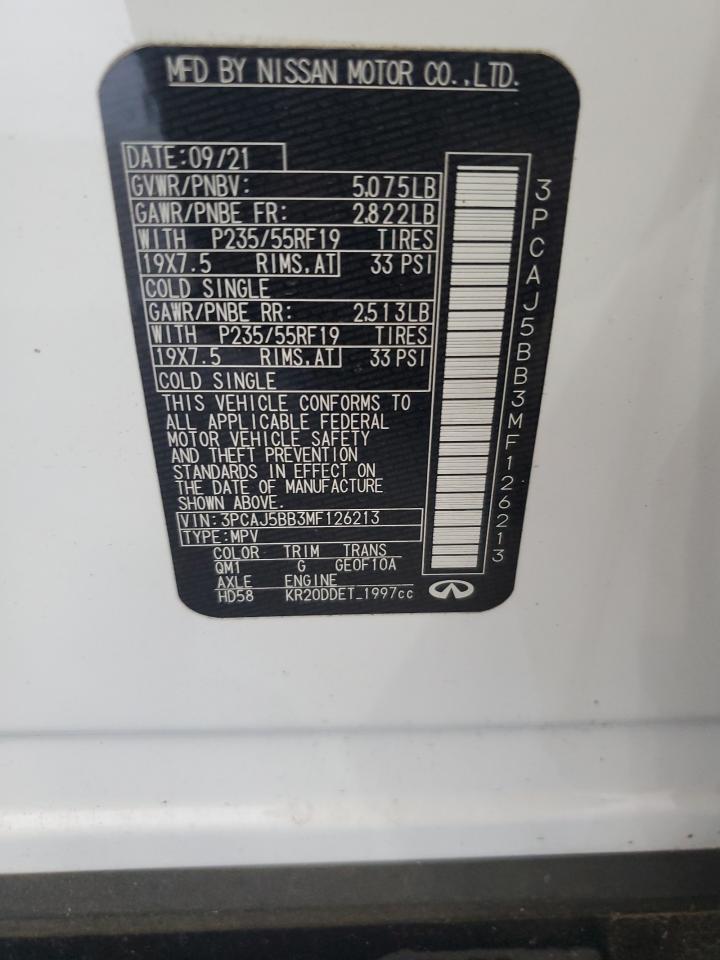 MFD BY NISSAN MOTOR CO.,LTD.
DATE:09/21
GVWR/PNBV: 5,075LB
GAWR/PNBE FR: 2,822LB
WITH P235/55RF19 TIRES
19X7.5 RIMS,AT 33 PSI
COLD SINGLE
GAWR/PNBE RR: 2,513LB
WITH P235/55RF19 TIRES
19X7.5 RIMS,AT 33 PSI
COLD SINGLE
THIS VEHICLE CONFORMS TO
ALL APPLICABLE FEDERAL
MOTOR VEHICLE SAFETY
AND THEFT PREVENTION
STANDARDS IN EFFECT ON
THE DATE OF MANUFACTURE
SHOWN ABOVE.
VIN:3PCAJ5BB3MF126213
TYPE:MPV
COLOR TRIM TRANS
QM1 G GE0F10A
AXLE ENGINE
HD58 KR20DDET_1997cc
3PCAJ5BB3MF126213